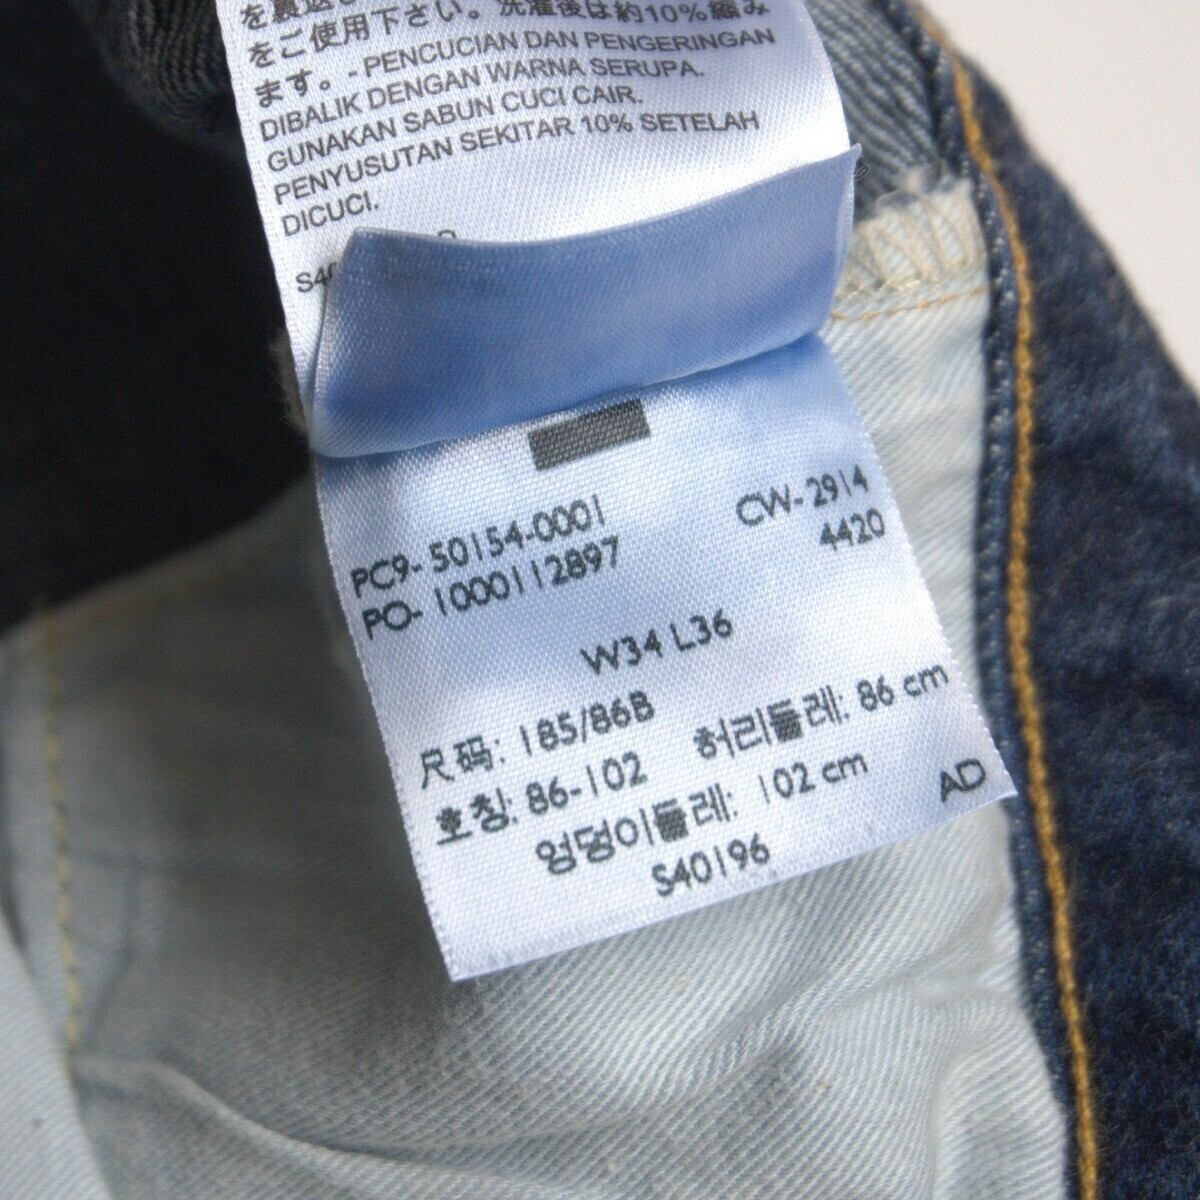 を裏返し
をご使用下さい。洗濯後は約10%縮み
ます。- PENCUCIAN DAN PENGERINGAN
DIBALIK DENGAN WARNA SERUPA.
GUNAKAN SABUN CUCI CAIR.
PENYUSUTAN SEKITAR 10% SETELAH
DICUCI.
PC9- 50154-0001 CW- 2914
PO- 1000112897 4420
W34 L36
尺码: 185/86B 허리둘레: 86 cm
호칭: 86-102 엉덩이둘레: 102 cm
S40196 AD